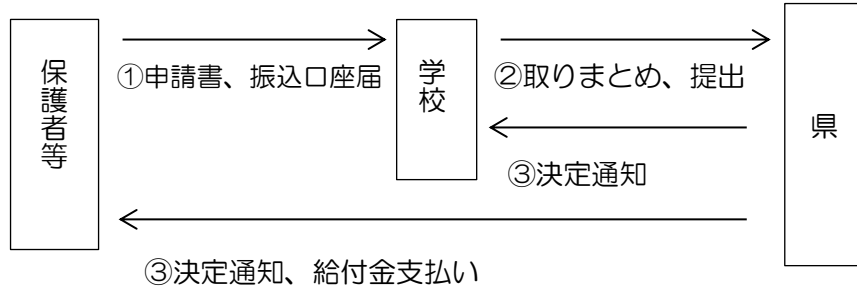 保護者等
①申請書、振込口座届
学校
②取りまとめ、提出
③決定通知
県
③決定通知、給付金支払い